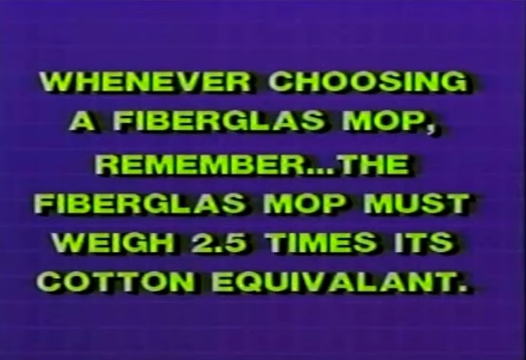 WHENEVER CHOOSING
A FIBERGLAS MOP,
REMEMBER...THE
FIBERGLAS MOP MUST
WEIGH 2.5 TIMES ITS
COTTON EQUIVALANT.